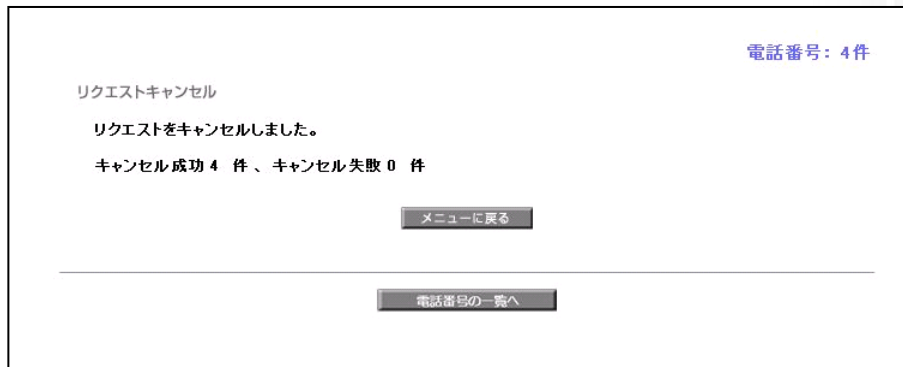 電話番号: 4件
リクエストキャンセル
リクエストをキャンセルしました。
キャンセル成功 4 件 、キャンセル失敗 0 件
メニューに戻る
電話番号の一覧へ